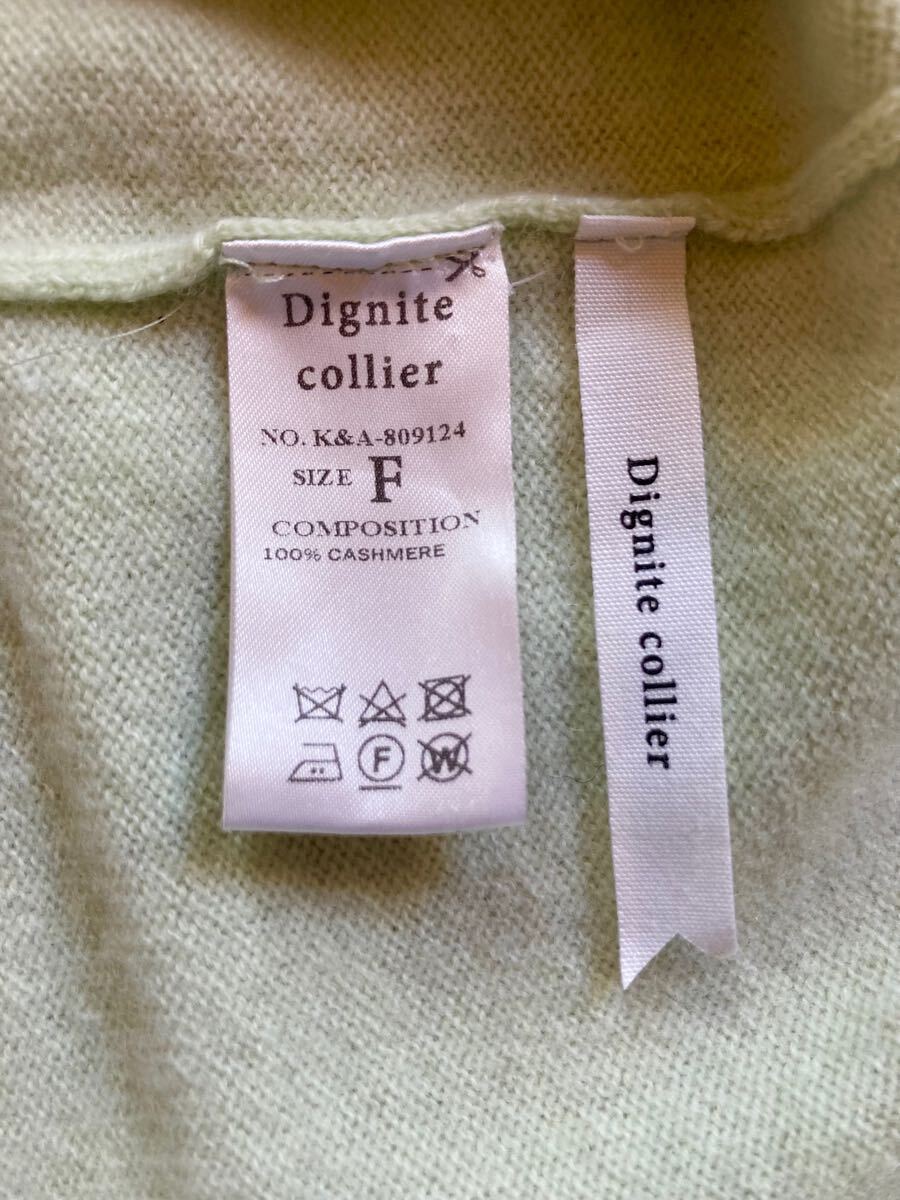 Dignite
collier
NO. K&A-809124
SIZE F
COMPOSITION
100% CASHMERE
F
W
Dignite collier